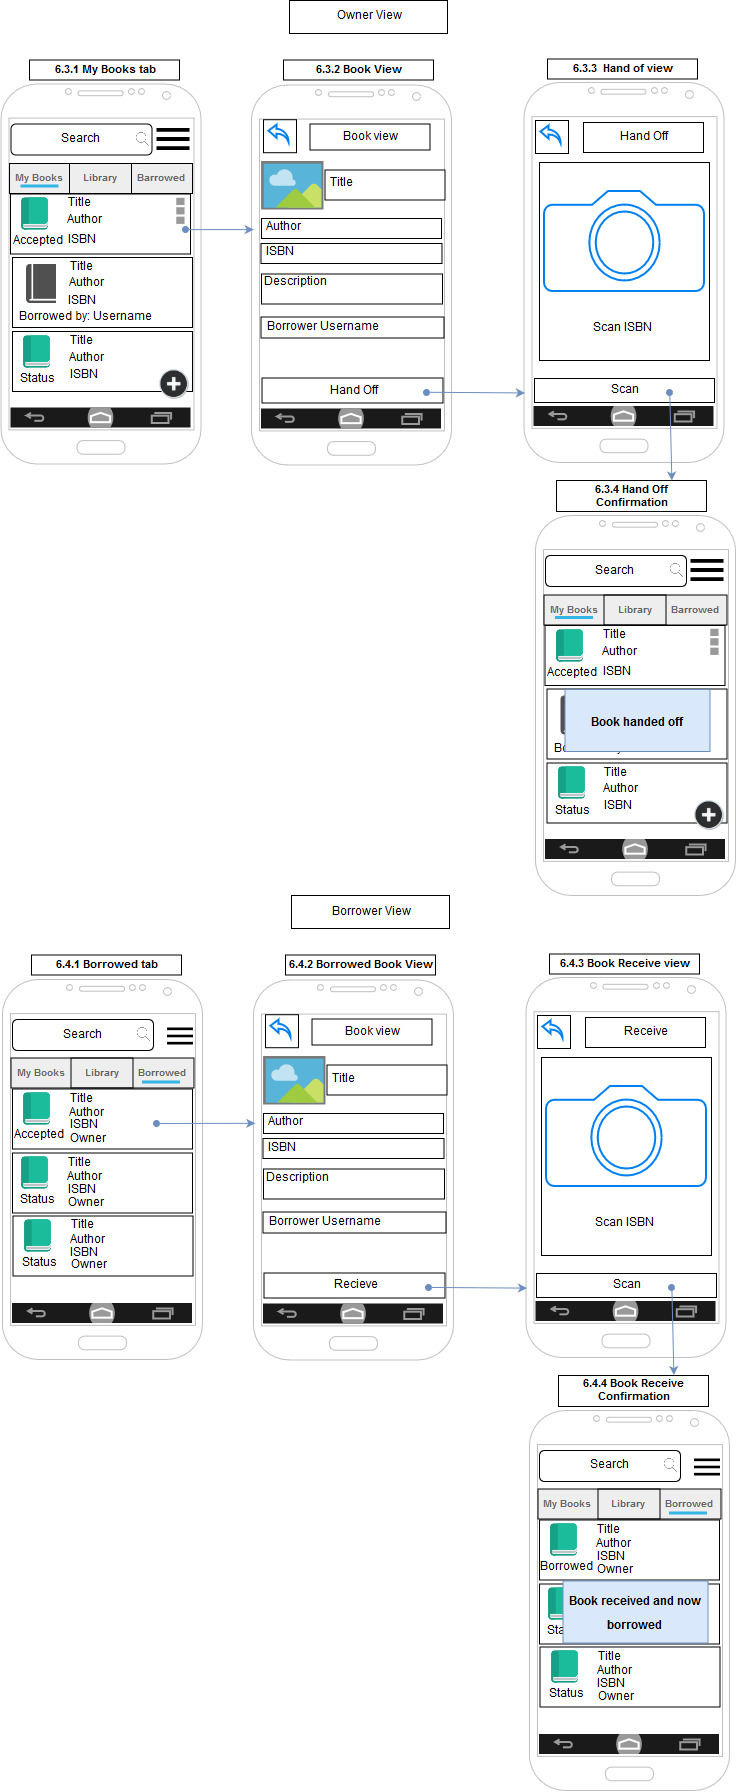 Owner View
6.3.1 My Books tab
Search
My Books
Library
Barrowed
Title
Author
Accepted
ISBN
Title
Author
ISBN
Borrowed by: Username
Title
Author
Status
ISBN
6.3.2 Book View
Book view
Title
Author
ISBN
Description
Borrower Username
Hand Off
6.3.3 Hand of view
Hand Off
Scan ISBN
Scan
6.3.4 Hand Off
Confirmation
Search
My Books
Library
Barrowed
Title
Author
Accepted
ISBN
Book handed off
Title
Author
Status
ISBN
Borrower View
6.4.1 Borrowed tab
Search
My Books
Library
Borrowed
Title
Author
ISBN
Accepted
Owner
Title
Author
ISBN
Status
Owner
Title
Author
ISBN
Status
Owner
6.4.2 Borrowed Book View
Book view
Title
Author
ISBN
Description
Borrower Username
Recieve
6.4.3 Book Receive view
Receive
Scan ISBN
Scan
6.4.4 Book Receive
Confirmation
Search
My Books
Library
Borrowed
Title
Author
ISBN
Borrowed
Owner
Book received and now
borrowed
Title
Author
ISBN
Status
Owner